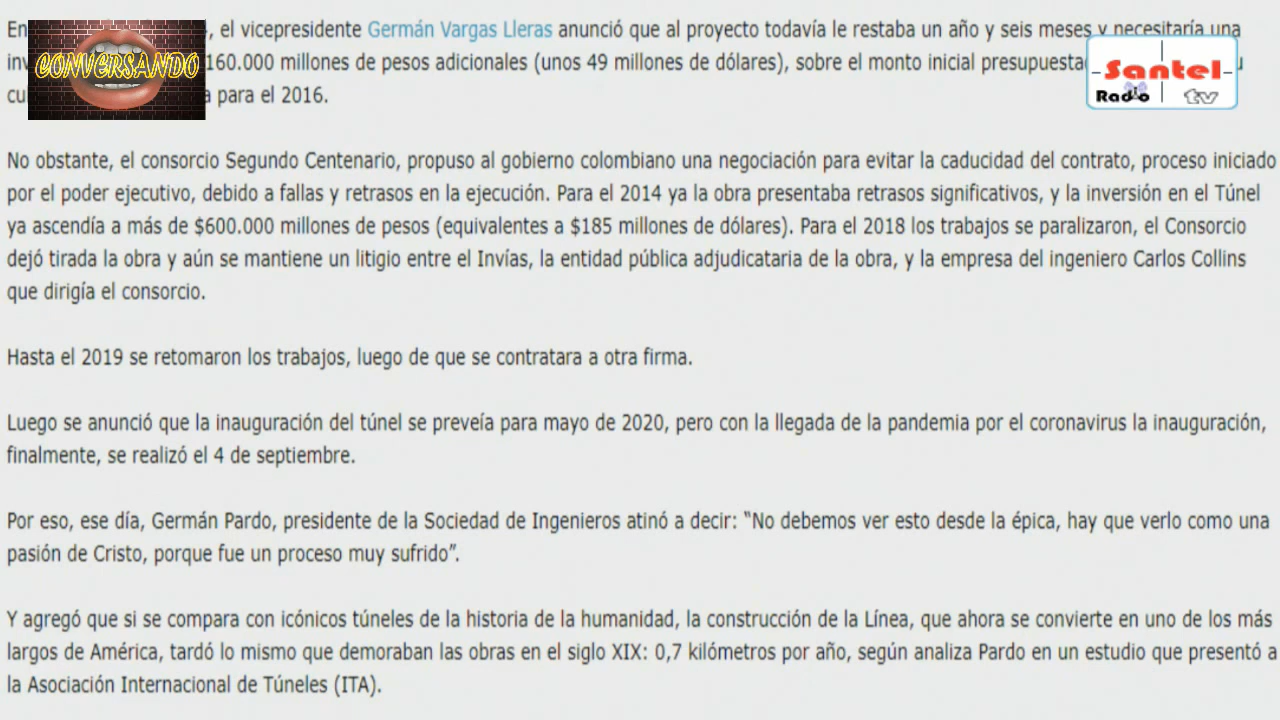 En , el vicepresidente Germán Vargas Lleras anunció que al proyecto todavía le restaba un año y seis meses y necesitaría una
CONVERSANDO
160.000 millones de pesos adicionales (unos 49 millones de dólares), sobre el monto inicial
Santel
Radio tv
para el 2016.
No obstante, el consorcio Segundo Centenario, propuso al gobierno colombiano una negociación para evitar la caducidad del contrato, proceso iniciado
por el poder ejecutivo, debido a fallas y retrasos en la ejecución. Para el 2014 ya la obra presentaba retrasos significativos, y la inversión en el Túnel
ya ascendía a más de $600.000 millones de pesos (equivalentes a $185 millones de dólares). Para el 2018 los trabajos se paralizaron, el Consorcio
dejó tirada la obra y aún se mantiene un litigio entre el Invías, la entidad pública adjudicataria de la obra, y la empresa del ingeniero Carlos Collins
que dirigía el consorcio.
Hasta el 2019 se retomaron los trabajos, luego de que se contratara a otra firma.
Luego se anunció que la inauguración del túnel se preveía para mayo de 2020, pero con la llegada de la pandemia por el coronavirus la inauguración,
finalmente, se realizó el 4 de septiembre.
Por eso, ese día, Germán Pardo, presidente de la Sociedad de Ingenieros atinó a decir: “No debemos ver esto desde la épica, hay que verlo como una
pasión de Cristo, porque fue un proceso muy sufrido”.
Y agregó que si se compara con icónicos túneles de la historia de la humanidad, la construcción de la Línea, que ahora se convierte en uno de los más
largos de América, tardó lo mismo que demoraban las obras en el siglo XIX: 0,7 kilómetros por año, según analiza Pardo en un estudio que presentó a
la Asociación Internacional de Túneles (ITA).